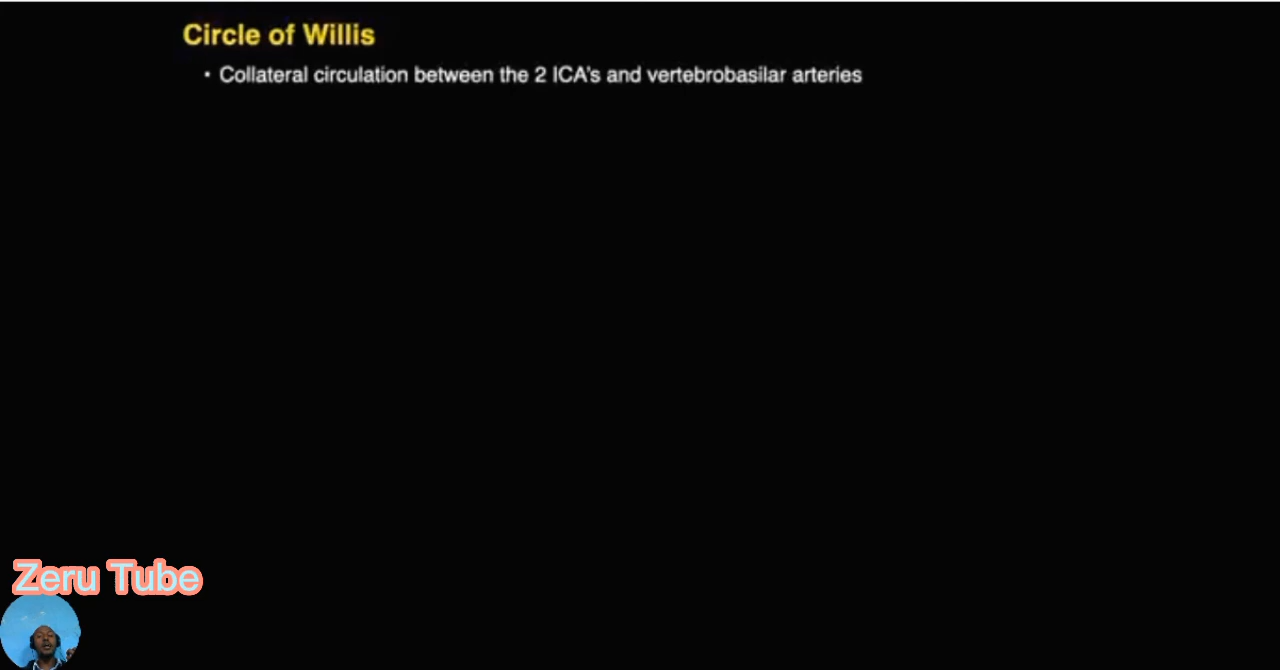 Circle of Willis
• Collateral circulation between the 2 ICA's and vertebrobasilar arteries
Zeru Tube